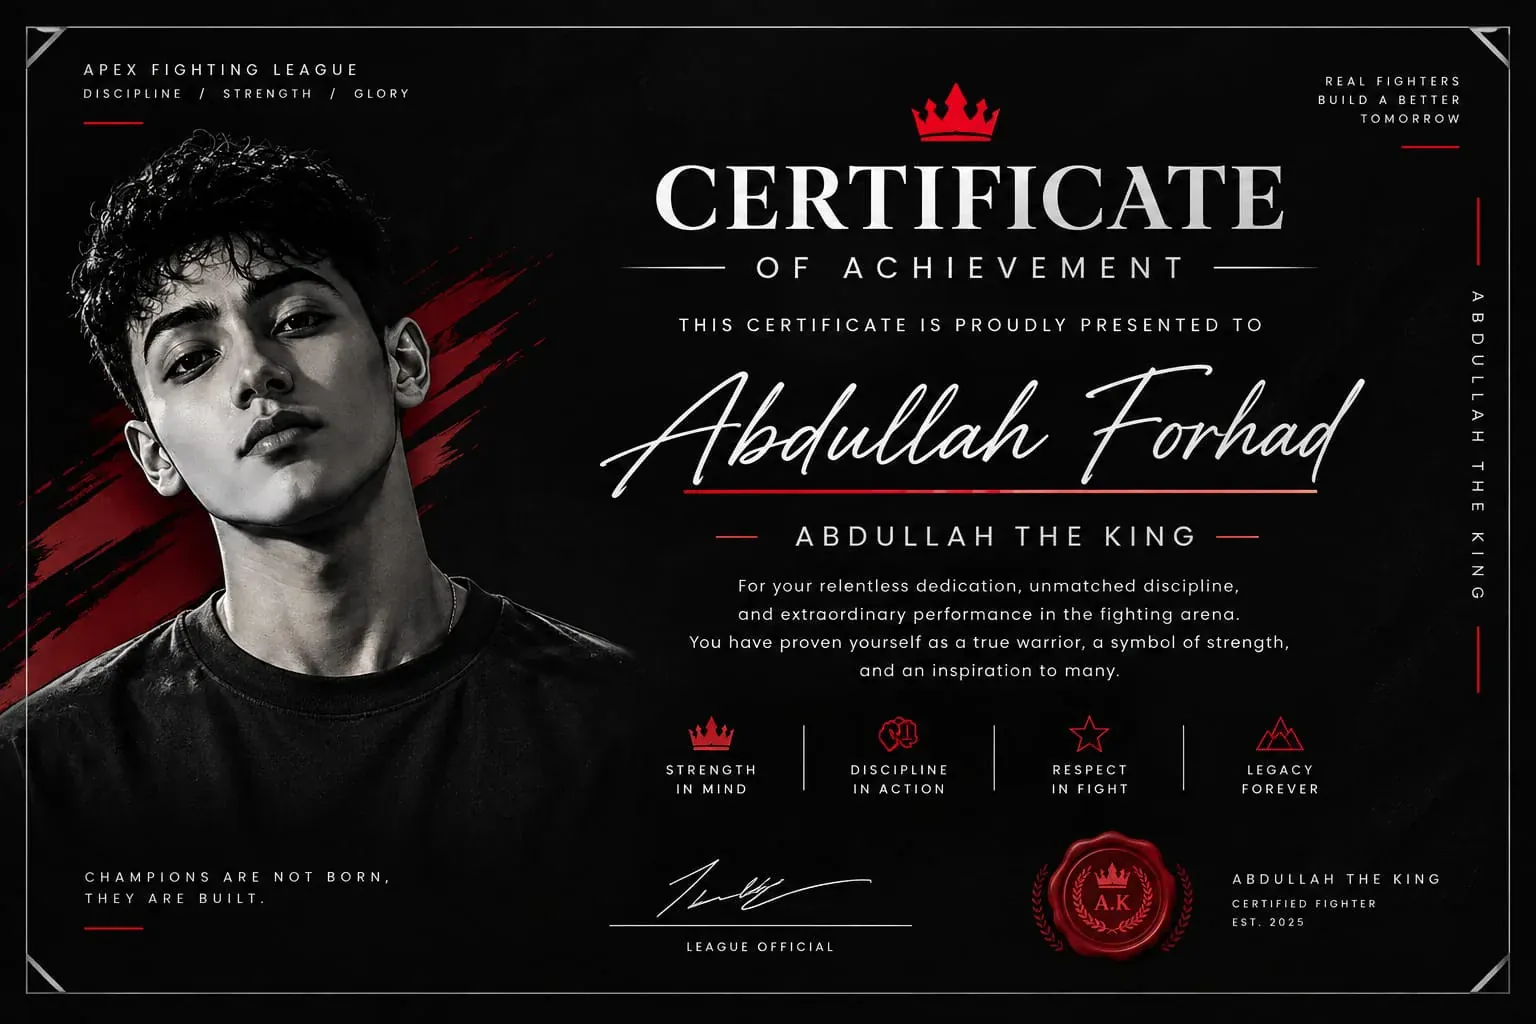 APEX FIGHTING LEAGUE
DISCIPLINE / STRENGTH / GLORY
REAL FIGHTERS
BUILD A BETTER
TOMORROW
CERTIFICATE
OF ACHIEVEMENT
THIS CERTIFICATE IS PROUDLY PRESENTED TO
Abdullah Forhad
ABDULLAH THE KING
For your relentless dedication, unmatched discipline,
and extraordinary performance in the fighting arena.
You have proven yourself as a true warrior, a symbol of strength,
and an inspiration to many.
ABDULLAH THE KING
STRENGTH
IN MIND
DISCIPLINE
IN ACTION
RESPECT
IN FIGHT
LEGACY
FOREVER
CHAMPIONS ARE NOT BORN,
THEY ARE BUILT.
LEAGUE OFFICIAL
A.K
ABDULLAH THE KING
CERTIFIED FIGHTER
EST. 2025